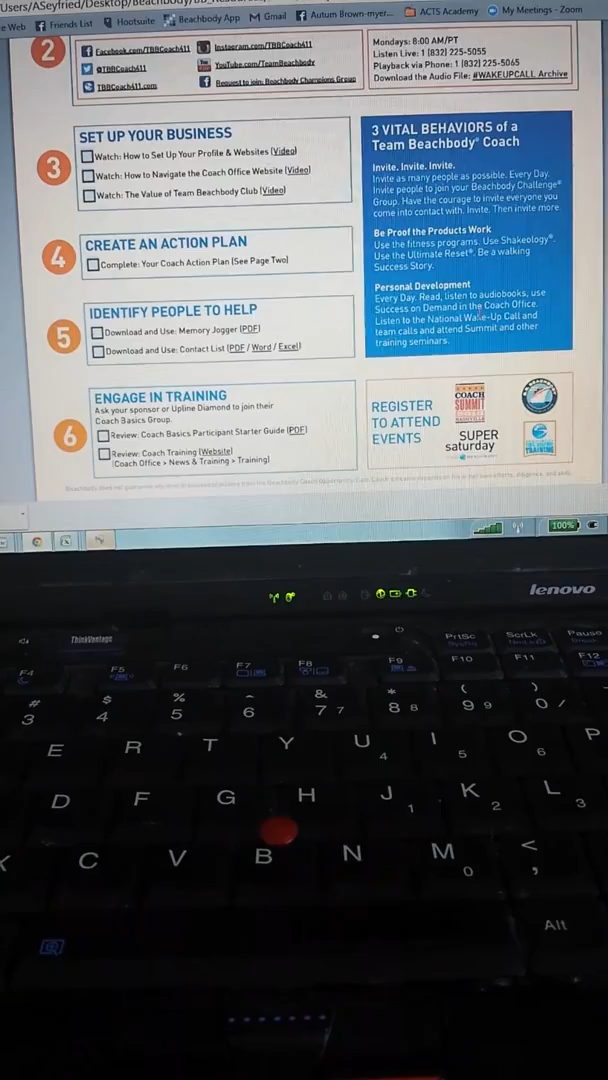 Users/ASeyfried/Desktop/Beachbody/BB_
Web Friends List Hootsuite Beachbody App Gmail Autum Brown-myer... ACTS Academy My Meetings - Zoom
2
Facebook.com/TBBCoach411 Instagram.com/TBBCoach411
@TBBCoach411 YouTube.com/TeamBeachbody
TBBCoach411.com Request to join: Beachbody Champions Group
Mondays: 8:00 AM/PT
Listen Live: 1 (832) 225-5055
Playback via Phone: 1 (832) 225-5065
Download the Audio File: #WAKEUPCALL Archive
3
SET UP YOUR BUSINESS
Watch: How to Set Up Your Profile & Websites (Video)
Watch: How to Navigate the Coach Office Website (Video)
Watch: The Value of Team Beachbody Club (Video)
4
CREATE AN ACTION PLAN
Complete: Your Coach Action Plan (See Page Two)
5
IDENTIFY PEOPLE TO HELP
Download and Use: Memory Jogger (PDF)
Download and Use: Contact List (PDF / Word / Excel)
6
ENGAGE IN TRAINING
Ask your sponsor or Upline Diamond to join their
Coach Basics Group.
Review: Coach Basics Participant Starter Guide (PDF)
Review: Coach Training (Website)
(Coach Office > News & Training > Training)
3 VITAL BEHAVIORS of a
Team Beachbody® Coach
Invite. Invite. Invite.
Invite as many people as possible. Every Day.
Invite people to join your Beachbody Challenge®
Group. Have the courage to invite everyone you
come into contact with. Invite. Then invite more.
Be Proof the Products Work
Use the fitness programs. Use Shakeology®.
Use the Ultimate Reset®. Be a walking
Success Story.
Personal Development
Every Day. Read, listen to audiobooks, use
Success on Demand in the Coach Office.
Listen to the National Wake-Up Call and
team calls and attend Summit and other
training seminars.
REGISTER
TO ATTEND
EVENTS
COACH
SUMMIT
SUPER
saturday
TRAINING
100%
lenovo
ThinkVantage
PrtSc
SysRq
ScrLk
NmLk
Pause
Break
F4 F5 F6 F7 F8 F9 F10 F11 F12
# $ % ^ & * ( )
3 4 5 6 7 7 8 8 9 9 0 /
E R T Y U 4 I 5 O 6 P
D F G H J 1 K 2 L 3
X C V B N M 0 < ,
Alt